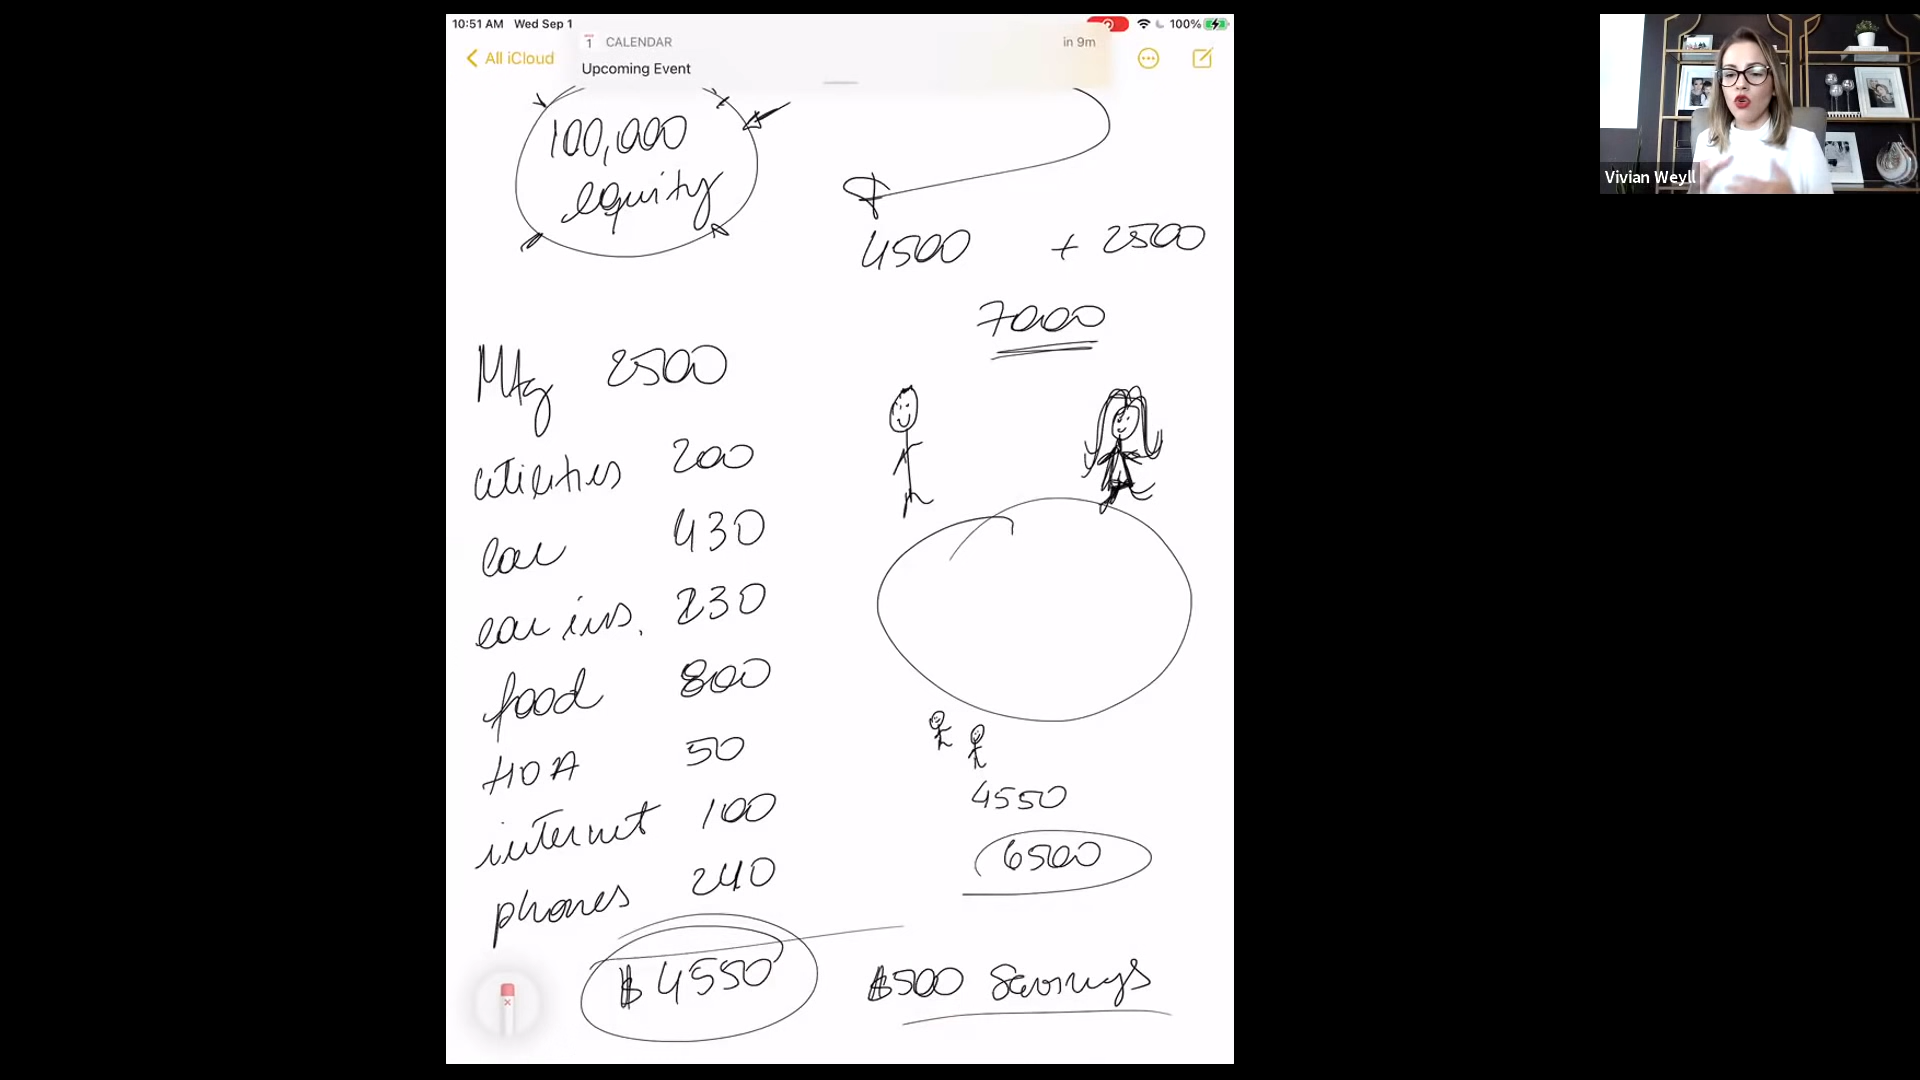 10:51 AM Wed Sep 1
100%
All iCloud
1 CALENDAR
in 9m
Upcoming Event
100,000
equity
4500 + 2500
7000
Mtg 2500
utilities 200
car 430
car ins. 230
food 800
HOA 50
internet 100
phones 240
$4550
4550
6500
$500 Savings
Vivian Weyll